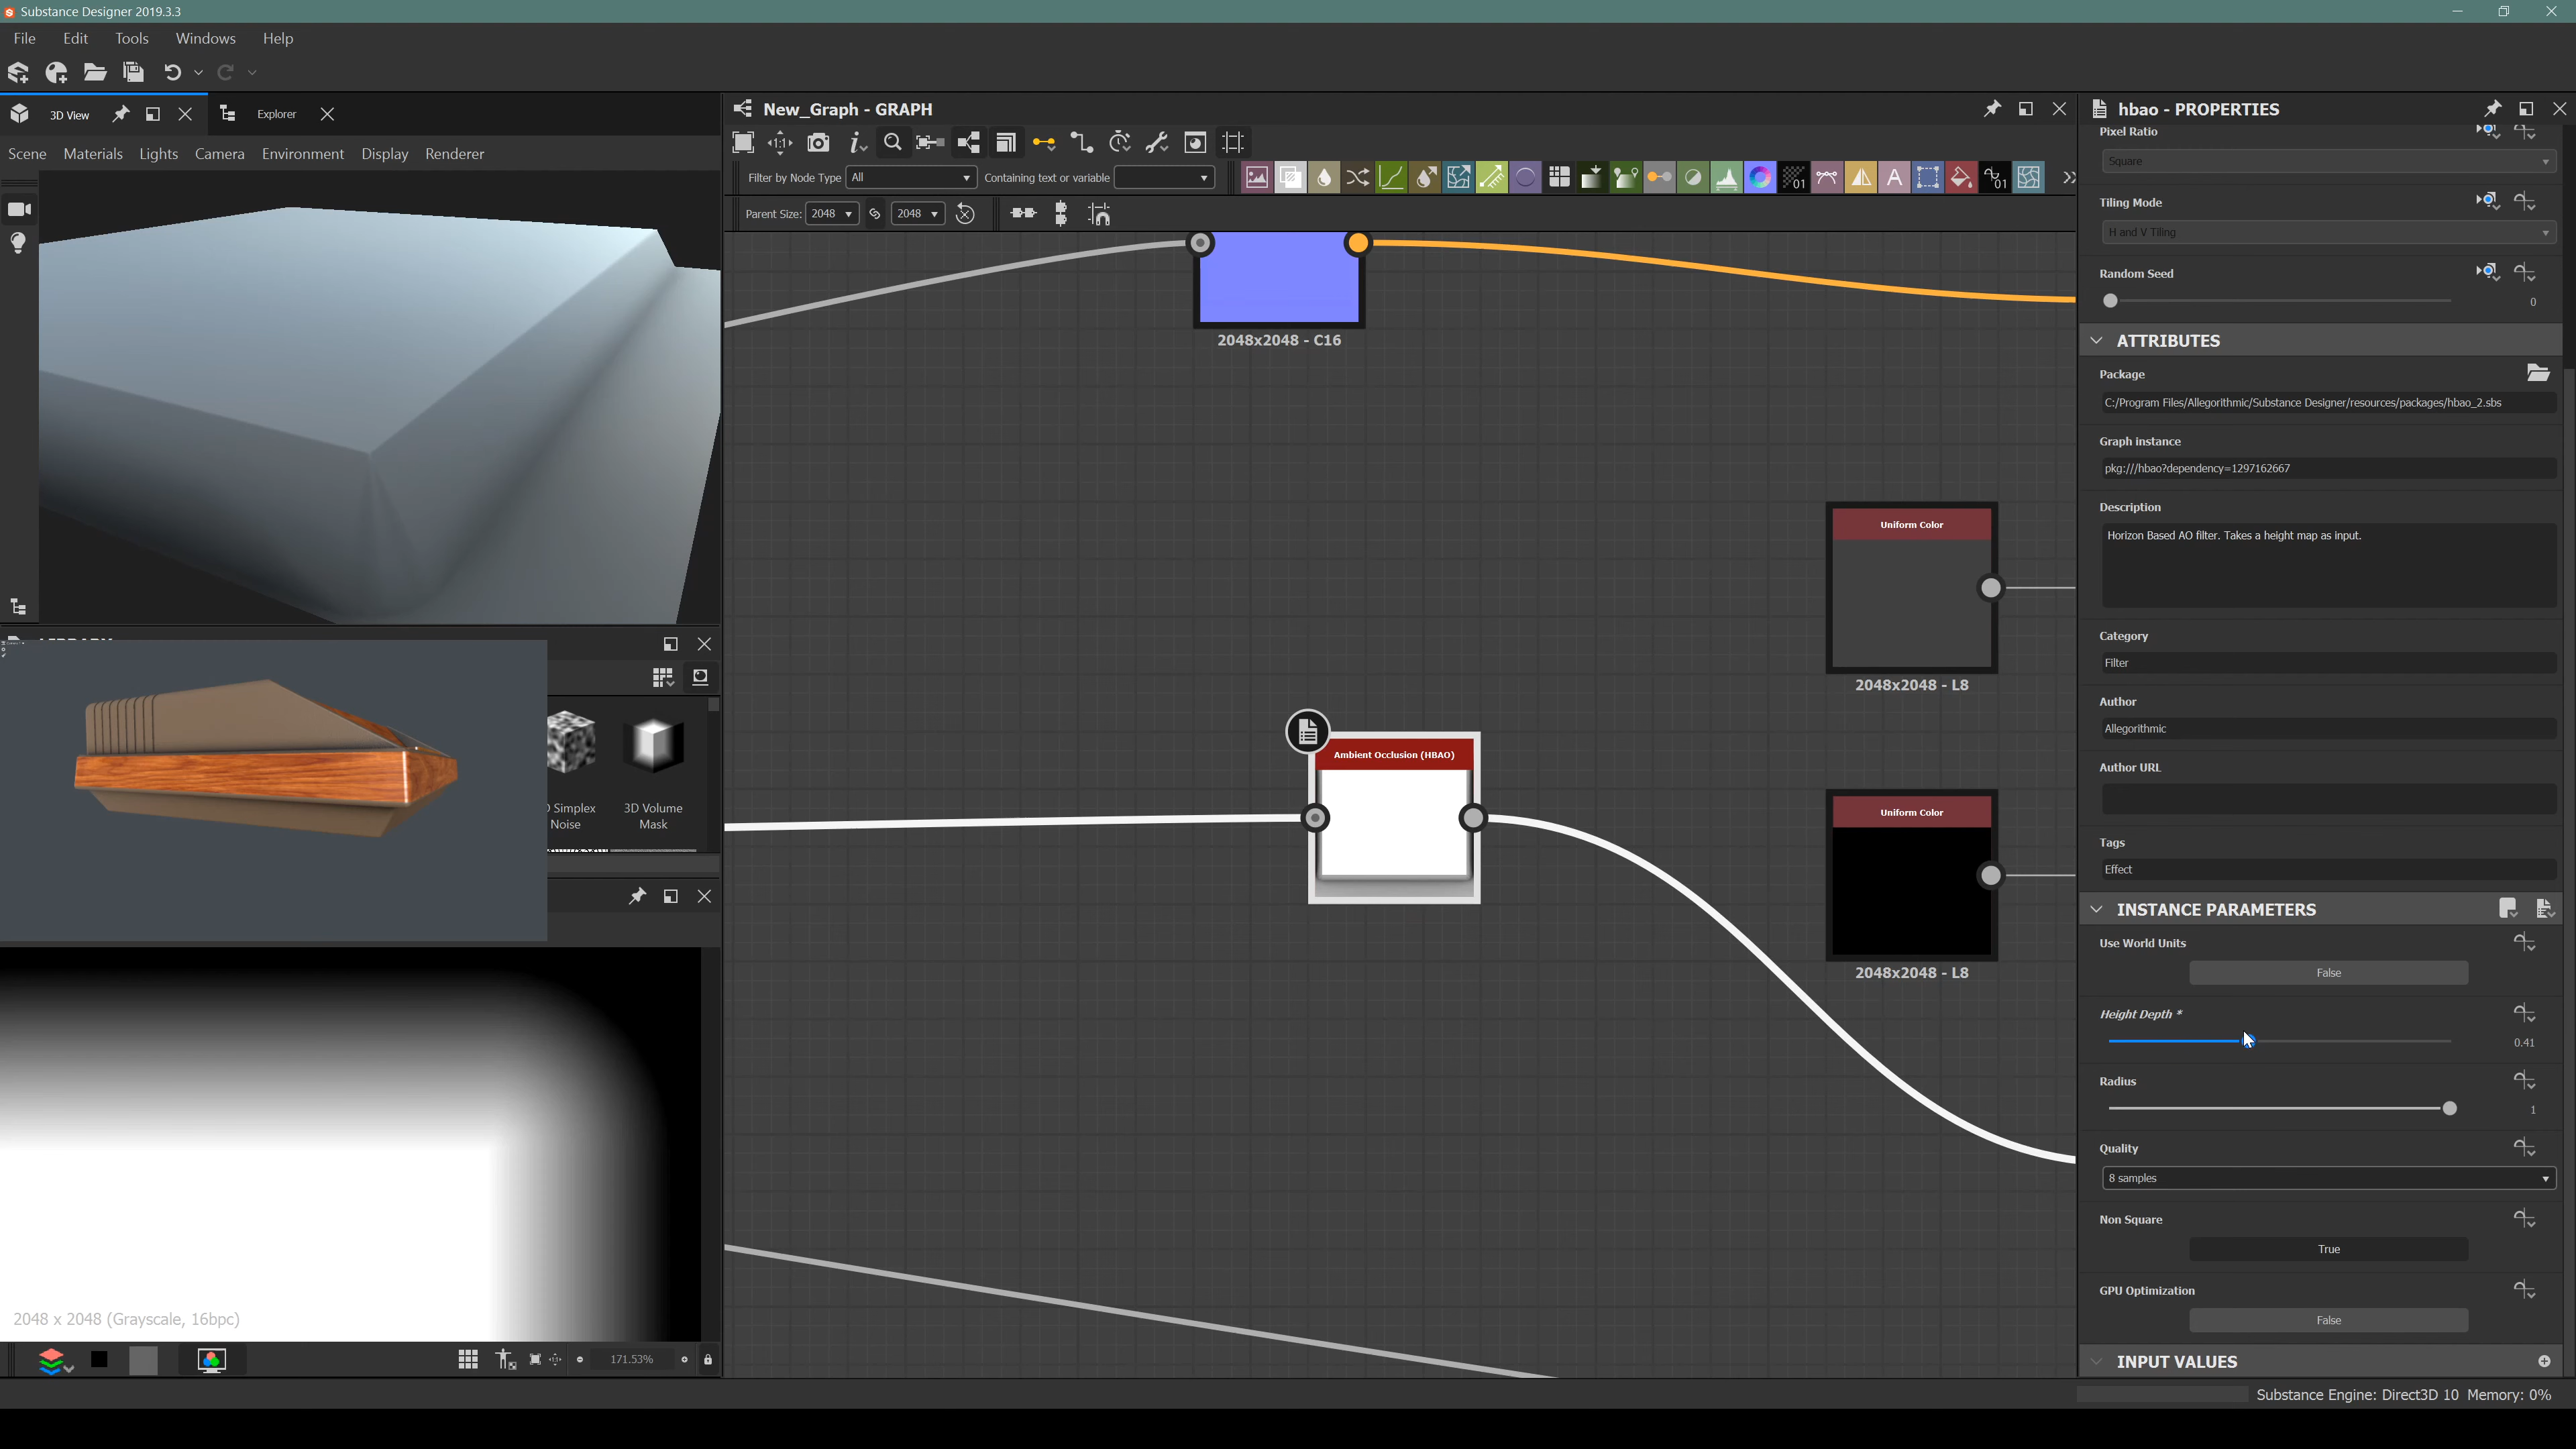 Substance Designer 2019.3.3
File Edit Tools Windows Help
3D View
Explorer
Scene Materials Lights Camera Environment Display Renderer
New_Graph - GRAPH
Filter by Node Type All Containing text or variable
Parent Size: 2048 2048
2048x2048 - C16
Uniform Color
2048x2048 - L8
Ambient Occlusion (HBAO)
Uniform Color
2048x2048 - L8
Simplex
Noise
3D Volume
Mask
2048 x 2048 (Grayscale, 16bpc)
171.53%
hbao - PROPERTIES
Pixel Ratio
Square
Tiling Mode
H and V Tiling
Random Seed
0
ATTRIBUTES
Package
C:/Program Files/Allegorithmic/Substance Designer/resources/packages/hbao_2.sbs
Graph instance
pkg:///hbao?dependency=1297162667
Description
Horizon Based AO filter. Takes a height map as input.
Category
Filter
Author
Allegorithmic
Author URL
Tags
Effect
INSTANCE PARAMETERS
Use World Units
False
Height Depth *
0.41
Radius
1
Quality
8 samples
Non Square
True
GPU Optimization
False
INPUT VALUES
Substance Engine: Direct3D 10 Memory: 0%